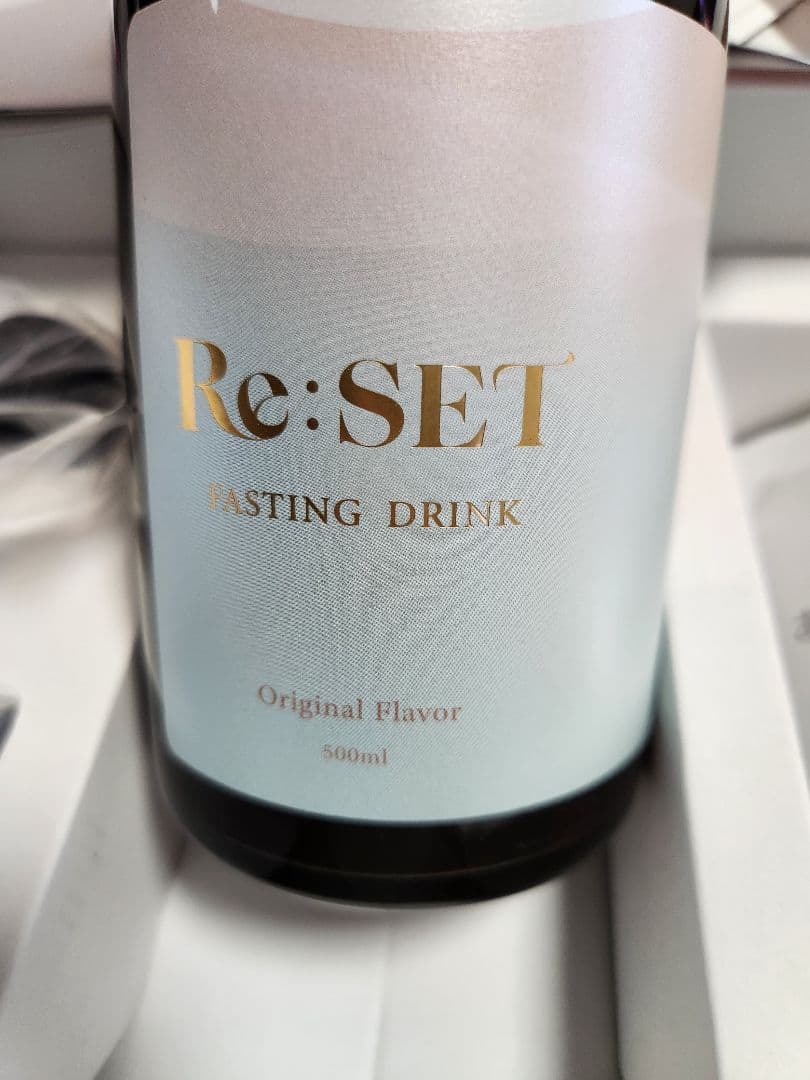 Re:SET
FASTING DRINK
Original Flavor
500ml